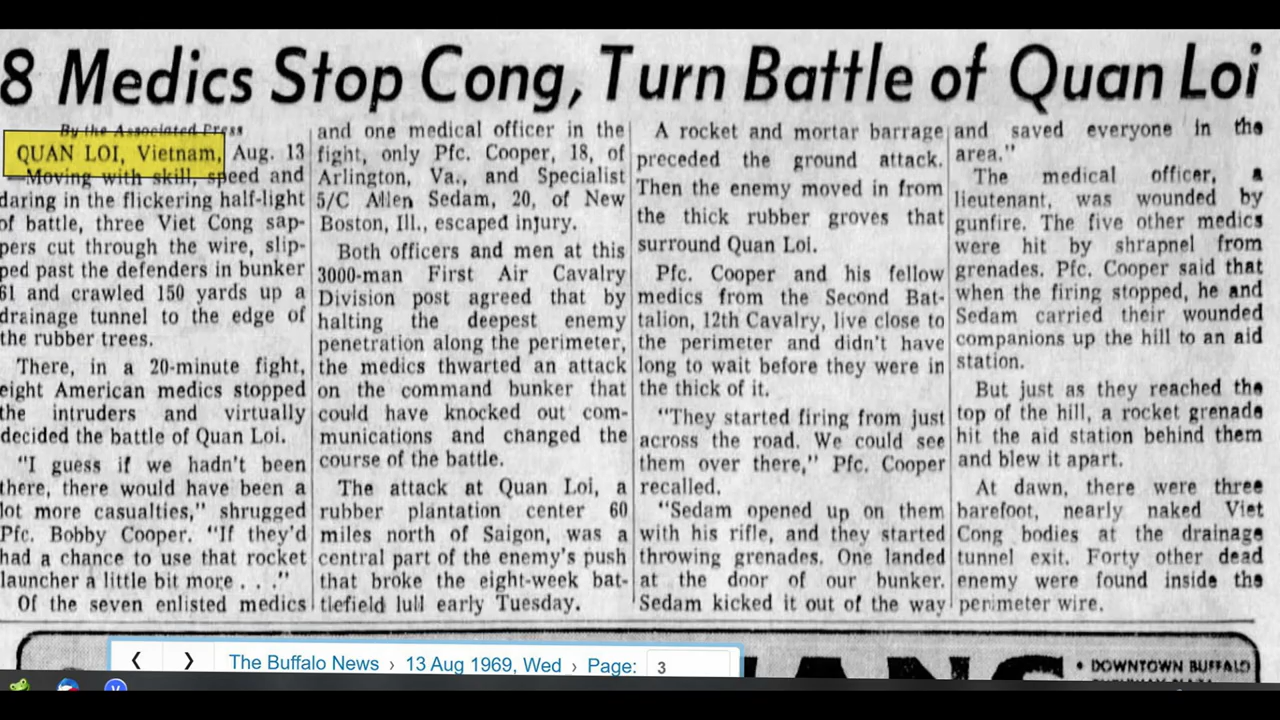 8 Medics Stop Cong, Turn Battle of Quan Loi
By the Associated Press
QUAN LOI, Vietnam, Aug. 13
—Moving with skill, speed and
daring in the flickering half-light
of battle, three Viet Cong sap-
pers cut through the wire, slip-
ped past the defenders in bunker
61 and crawled 150 yards up a
drainage tunnel to the edge of
the rubber trees.
There, in a 20-minute fight,
eight American medics stopped
the intruders and virtually
decided the battle of Quan Loi.
"I guess if we hadn't been
there, there would have been a
lot more casualties," shrugged
Pfc. Bobby Cooper. "If they'd
had a chance to use that rocket
launcher a little bit more . . ."
Of the seven enlisted medics
and one medical officer in the
fight, only Pfc. Cooper, 18, of
Arlington, Va., and Specialist
5/C Allen Sedam, 20, of New
Boston, Ill., escaped injury.
Both officers and men at this
3000-man First Air Cavalry
Division post agreed that by
halting the deepest enemy
penetration along the perimeter,
the medics thwarted an attack
on the command bunker that
could have knocked out com-
munications and changed the
course of the battle.
The attack at Quan Loi, a
rubber plantation center 60
miles north of Saigon, was a
central part of the enemy's push
that broke the eight-week bat-
tlefield lull early Tuesday.
A rocket and mortar barrage
preceded the ground attack.
Then the enemy moved in from
the thick rubber groves that
surround Quan Loi.
Pfc. Cooper and his fellow
medics from the Second Bat-
talion, 12th Cavalry, live close to
the perimeter and didn't have
long to wait before they were in
the thick of it.
"They started firing from just
across the road. We could see
them over there," Pfc. Cooper
recalled.
"Sedam opened up on them
with his rifle, and they started
throwing grenades. One landed
at the door of our bunker.
Sedam kicked it out of the way
and saved everyone in the
area."
The medical officer, a
lieutenant, was wounded by
gunfire. The five other medics
were hit by shrapnel from
grenades. Pfc. Cooper said that
when the firing stopped, he and
Sedam carried their wounded
companions up the hill to an aid
station.
But just as they reached the
top of the hill, a rocket grenade
hit the aid station behind them
and blew it apart.
At dawn, there were three
barefoot, nearly naked Viet
Cong bodies at the drainage
tunnel exit. Forty other dead
enemy were found inside the
perimeter wire.
The Buffalo News › 13 Aug 1969, Wed › Page: 3
• DOWNTOWN BUFFALO